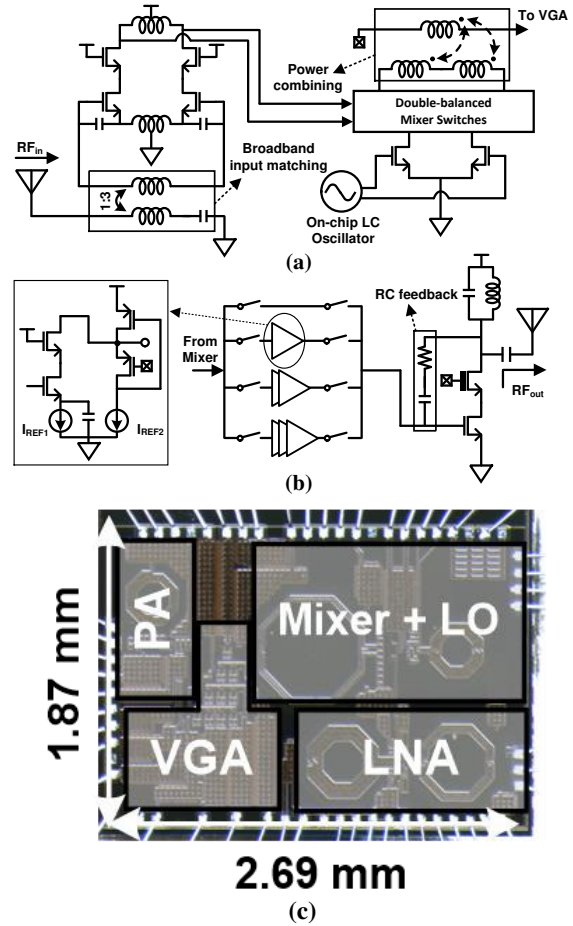 To VGA
Power
combining
Double-balanced
Mixer Switches
RFin
1:3
Broadband
input matching
On-chip LC
Oscillator
(a)
RC feedback
From
Mixer
IREF1
IREF2
RFout
(b)
PA
Mixer + LO
VGA
LNA
1.87 mm
2.69 mm
(c)